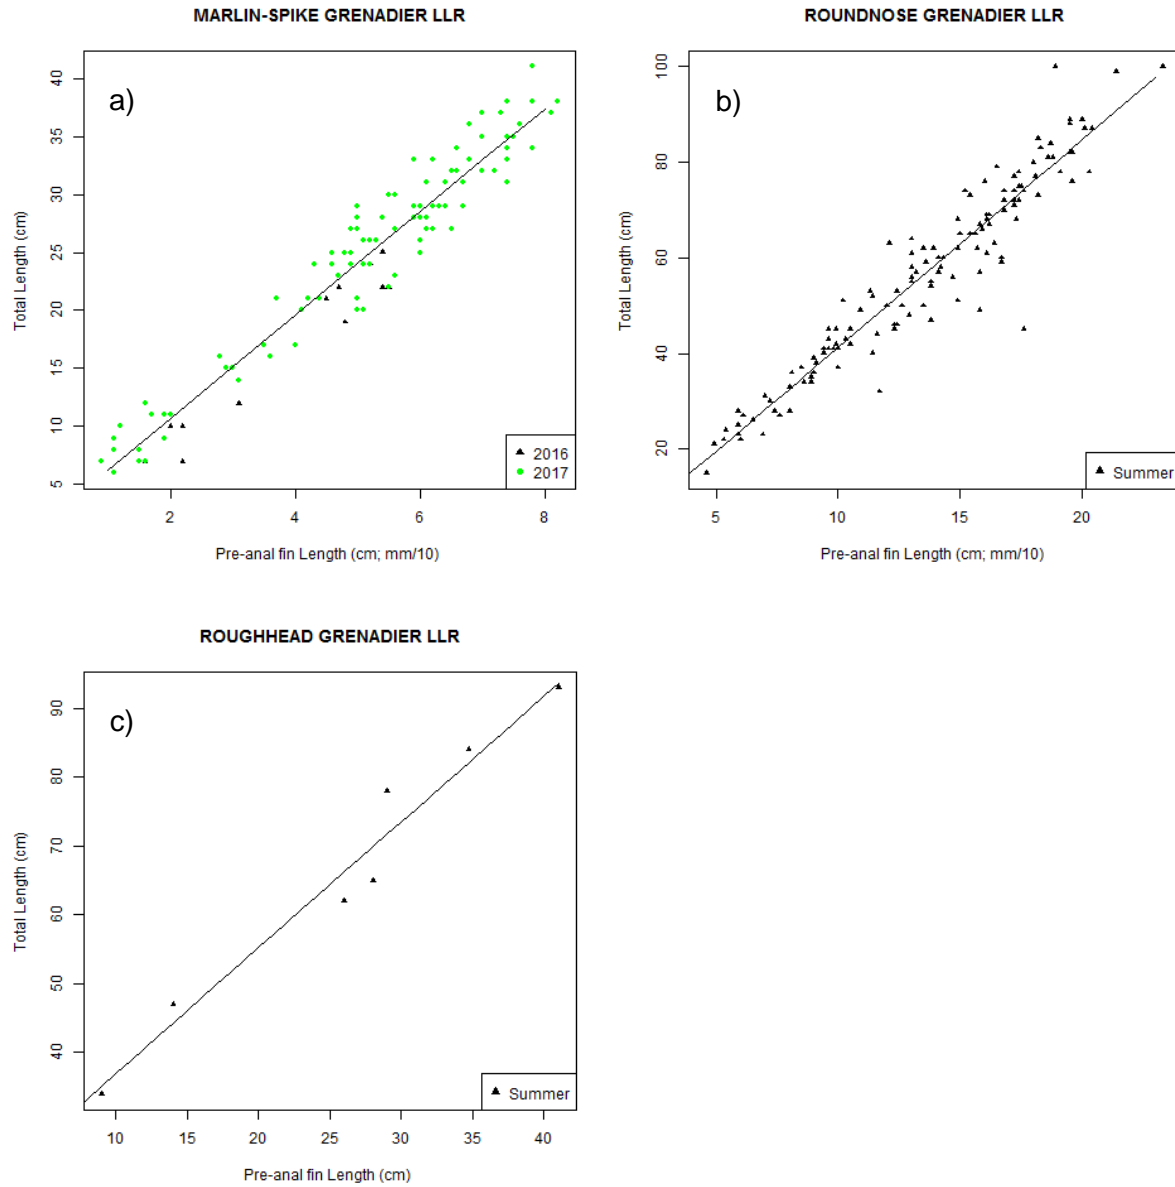 MARLIN-SPIKE GRENADIER LLR
a)
40
35
30
25
20
15
10
5
Total Length (cm)
2016
2017
2 4 6 8
Pre-anal fin Length (cm; mm/10)
ROUNDNOSE GRENADIER LLR
b)
100
80
60
40
20
Total Length (cm)
Summer
5 10 15 20
Pre-anal fin Length (cm; mm/10)
ROUGHHEAD GRENADIER LLR
c)
90
80
70
60
50
40
Total Length (cm)
Summer
10 15 20 25 30 35 40
Pre-anal fin Length (cm)